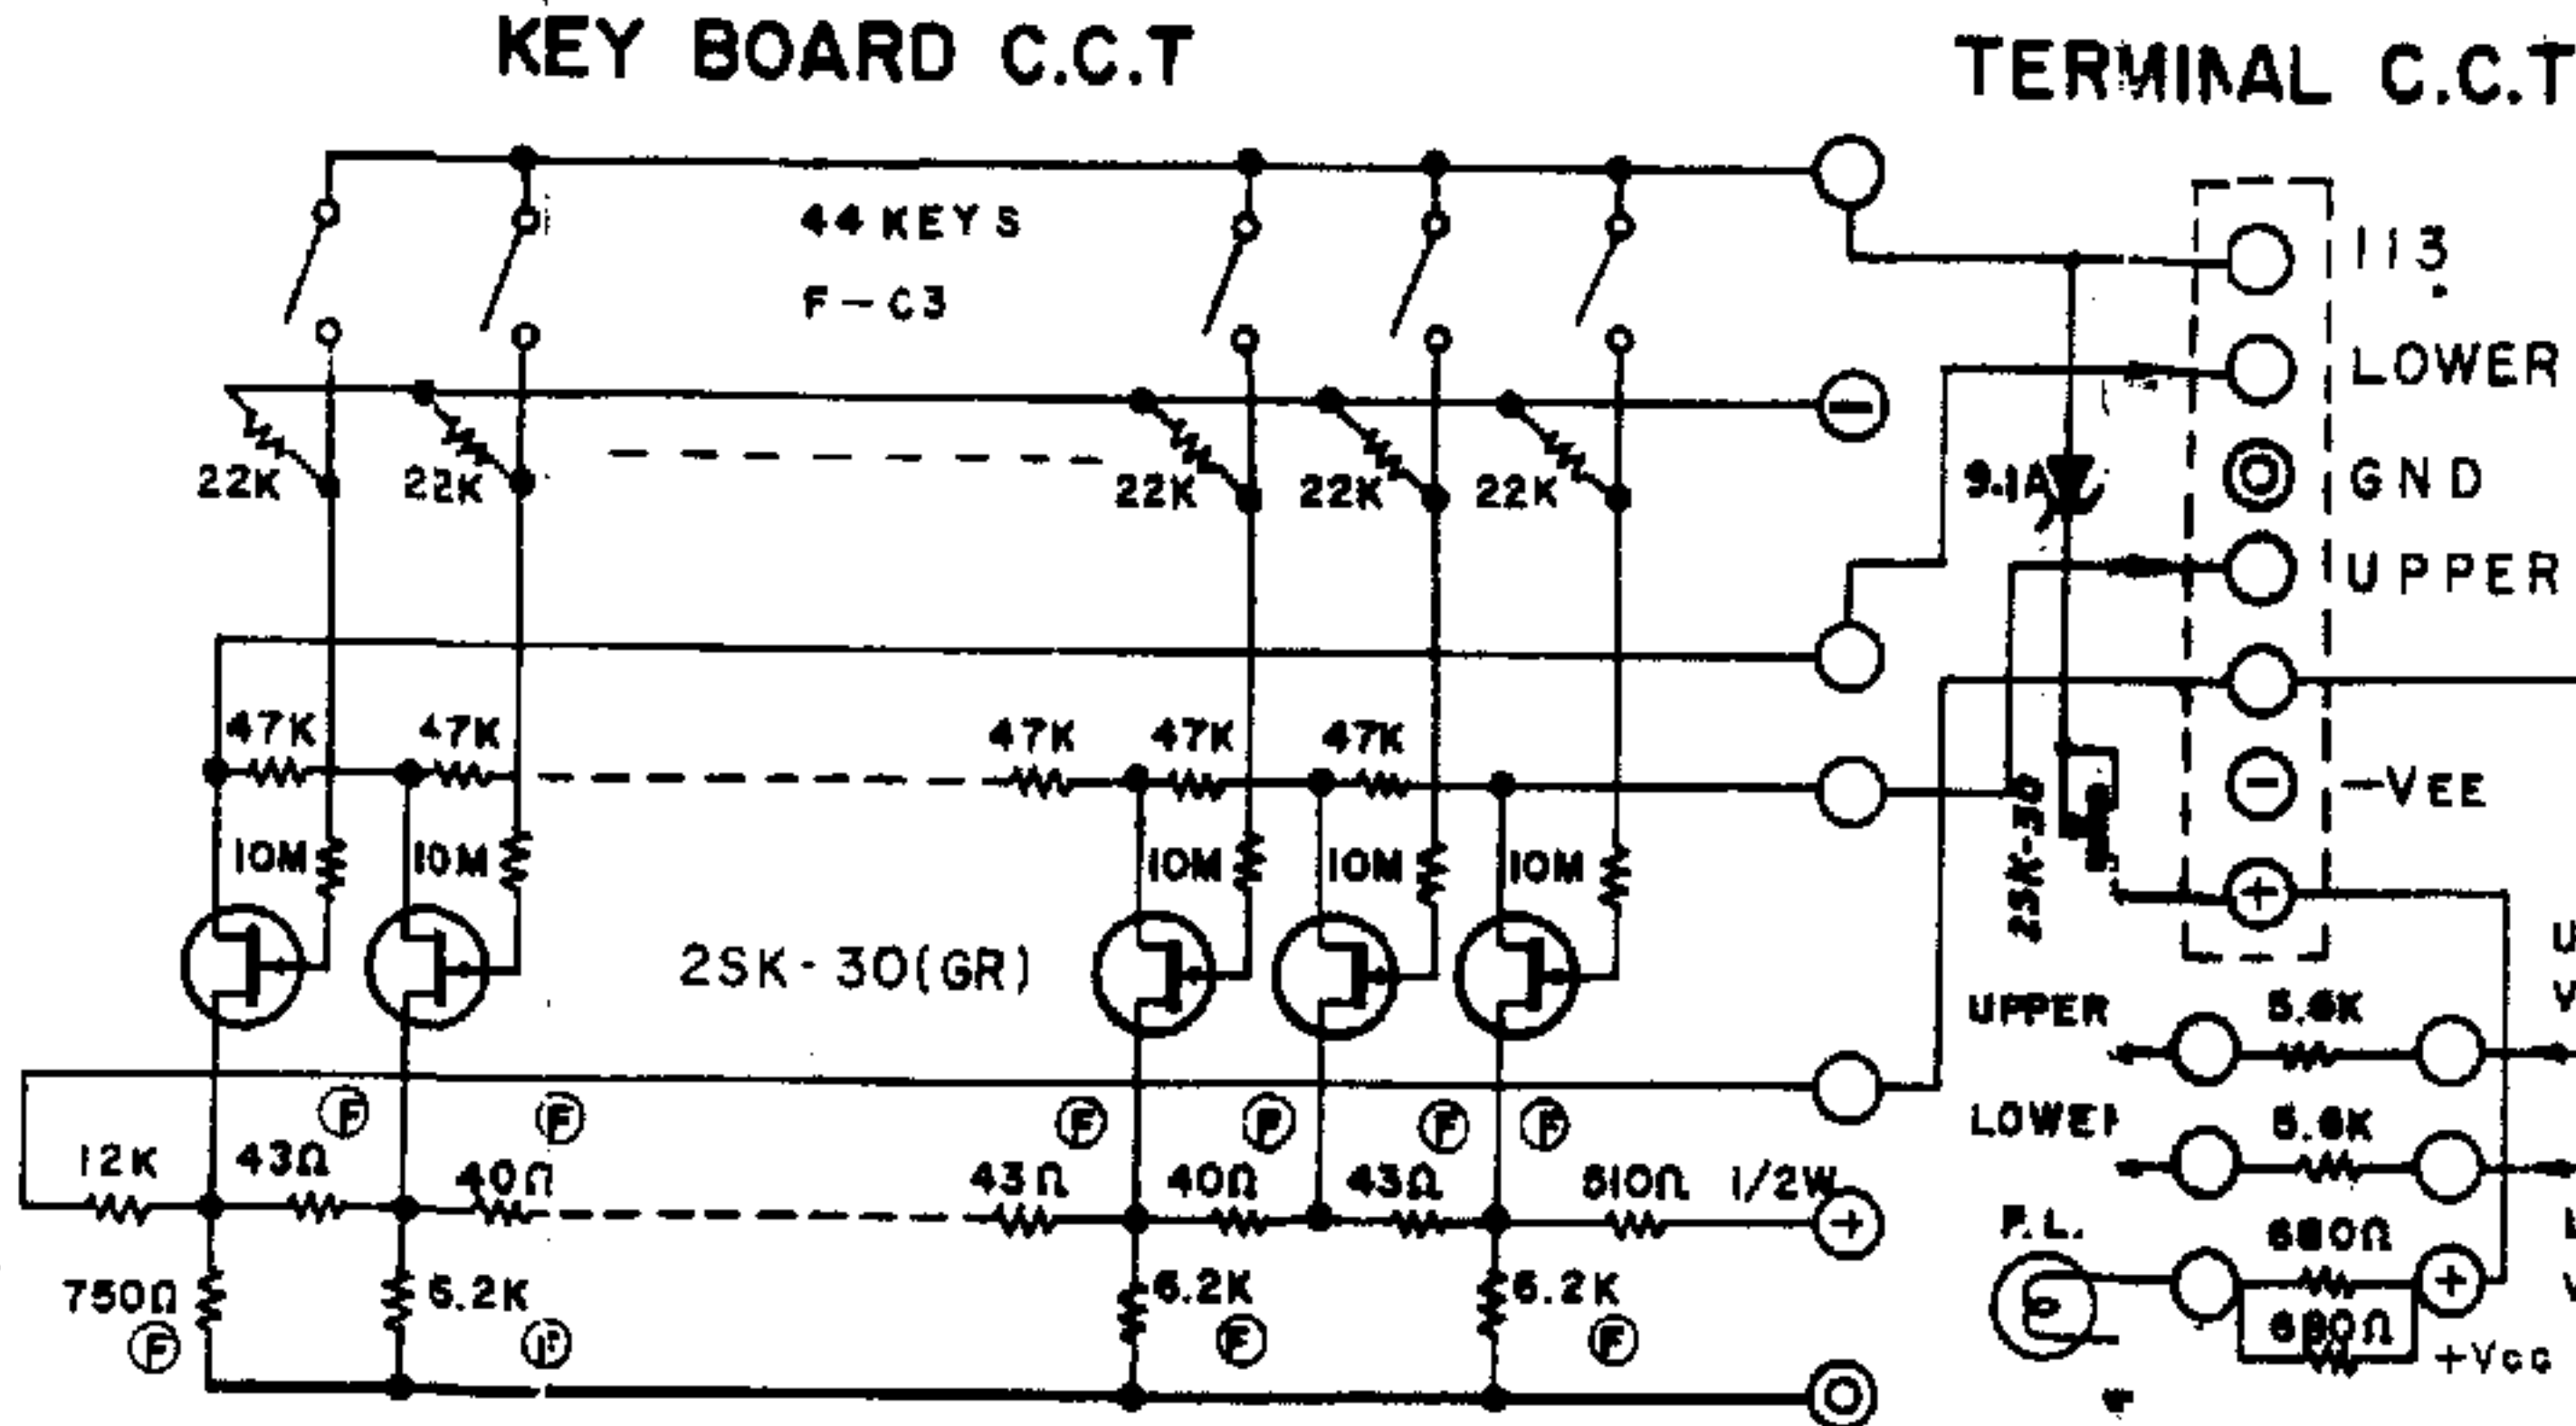 KEY BOARD C.C.T
TERMINAL C.C.T
44 KEYS
F-C3
113
LOWER
GND
UPPER
-VEE
+
9.1A
2SK-30
22K 22K 22K 22K 22K
47K 47K 47K 47K 47K
10M 10M 10M 10M 10M
2SK-30(GR)
F F F F F F
12K 43Ω 40Ω 43Ω 40Ω 43Ω 510Ω 1/2W
+
750Ω 6.2K 6.2K 6.2K
F F F F
UPPER 5.6K
U
V
5.6K
P.L. 680Ω
+
680Ω
+Vcc